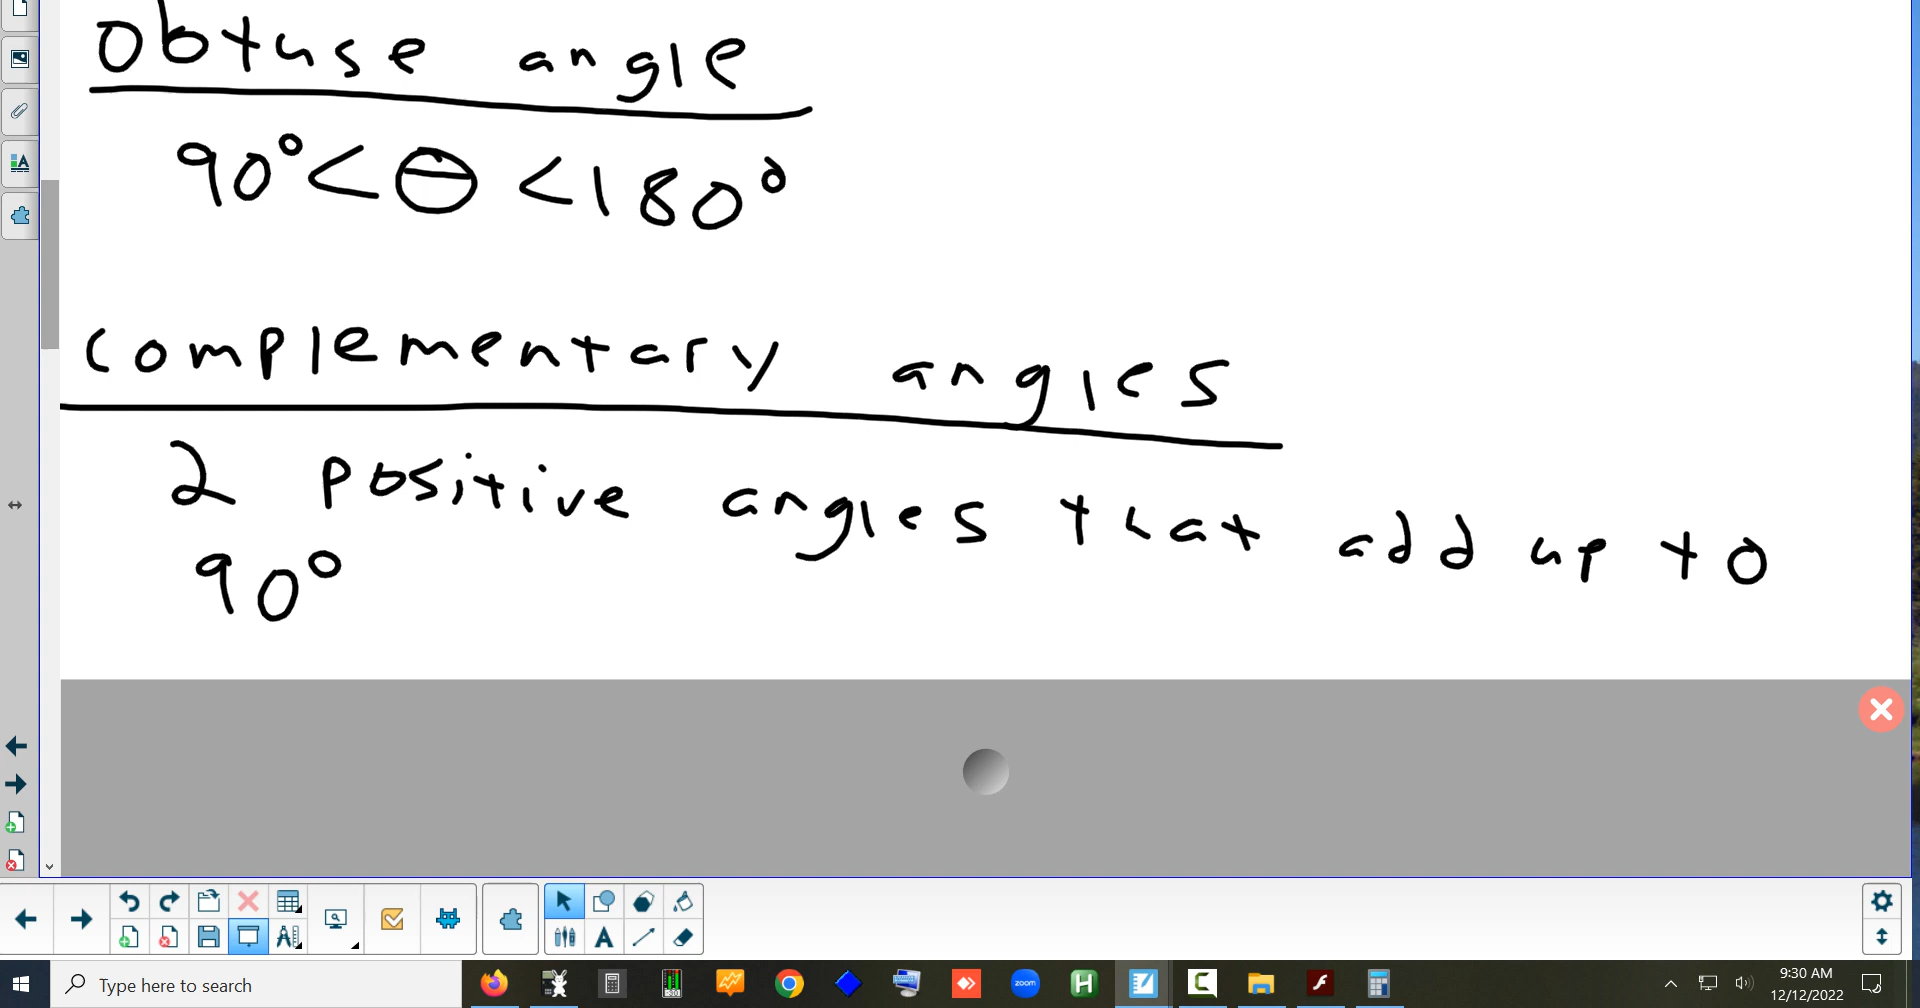 Obtuse angle
90° < θ < 180°
Complementary angles
2 positive angles that add up to
90°
Type here to search
zoom
9:30 AM
12/12/2022